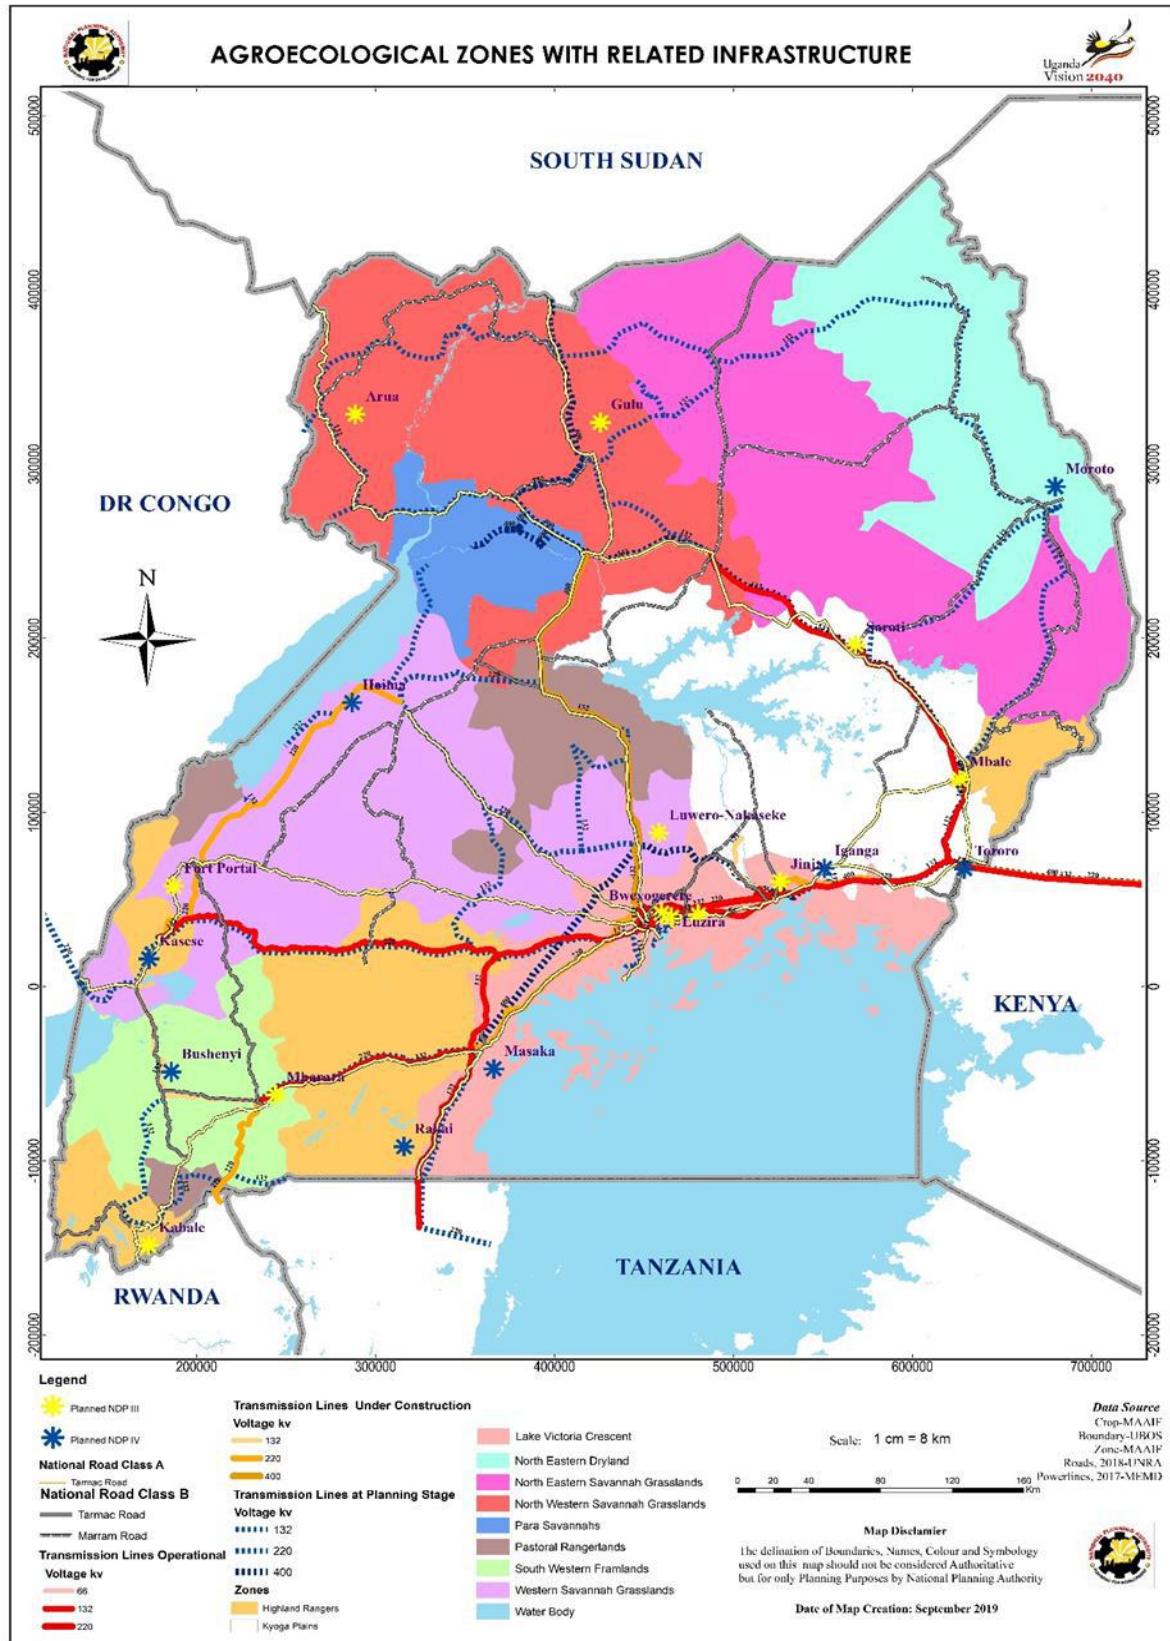 AGROECOLOGICAL ZONES WITH RELATED INFRASTRUCTURE
Uganda
Vision 2040
500000
500000
SOUTH SUDAN
400000
400000
Arua
Gulu
300000
300000
Moroto
DR CONGO
N
200000
200000
Soroti
Hoima
Mbale
100000
100000
Luwero-Nakaseke
Fort Portal
Jinja
Iganga
Tororo
Bweyogerere
Luzira
Kasese
0
0
KENYA
Bushenyi
Masaka
Mbarara
Rakai
-100000
-100000
Kabale
TANZANIA
RWANDA
-200000
-200000
200000 300000 400000 500000 600000 700000
Legend
Planned NDP III
Planned NDP IV
National Road Class A
Tarmac Road
National Road Class B
Tarmac Road
Marram Road
Transmission Lines Operational
Voltage kv
66
132
220
Transmission Lines Under Construction
Voltage kv
132
220
400
Transmission Lines at Planning Stage
Voltage kv
132
220
400
Zones
Highland Rangers
Kyoga Plains
Lake Victoria Crescent
North Eastern Dryland
North Eastern Savannah Grasslands
North Western Savannah Grasslands
Para Savannahs
Pastoral Rangerlands
South Western Framlands
Western Savannah Grasslands
Water Body
Scale: 1 cm = 8 km
0 20 40 80 120 160
Km
Data Source
Crop-MAAIF
Boundary-UBOS
Zone-MAAIF
Roads, 2018-UNRA
Powerlines, 2017-MEMD
Map Disclamier
The delination of Boundaries, Names, Colour and Symbology
used on this map should not be considered Authoritative
but for only Planning Purposes by National Planning Authority
Date of Map Creation: September 2019